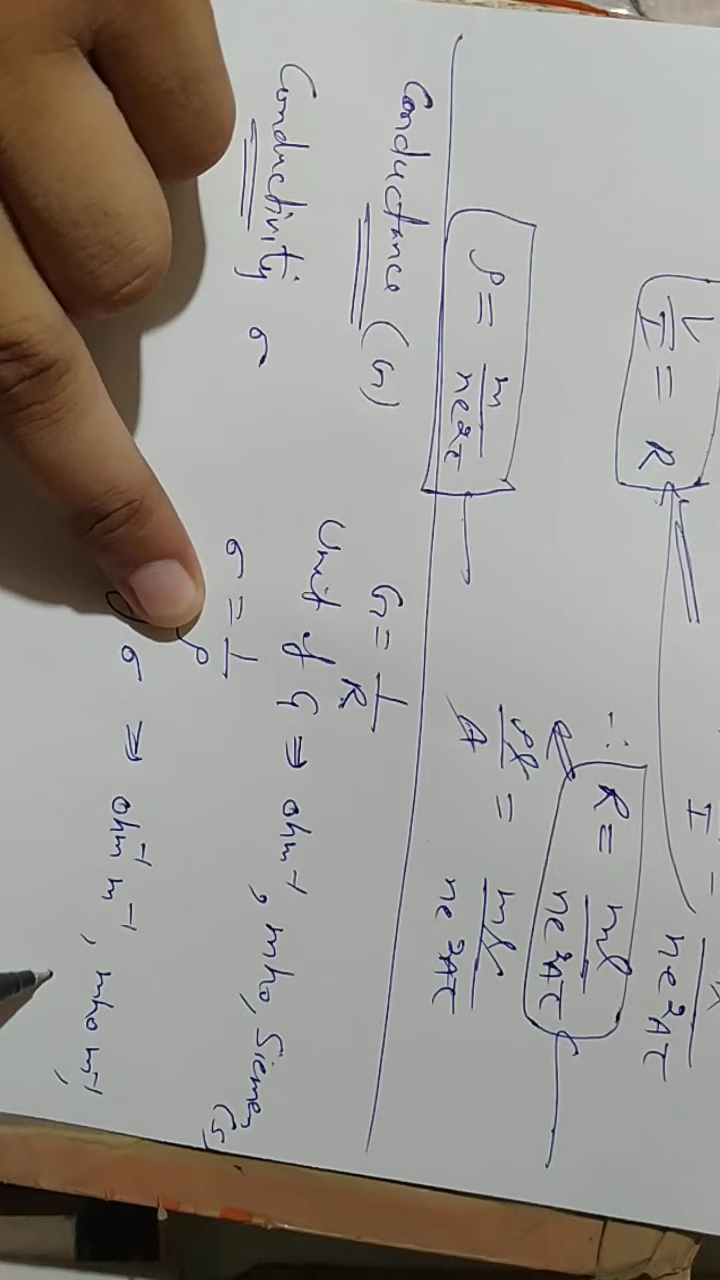 V/I = R
ne²Aτ
∴ R = ml/ne²Aτ
ρl/A = ml/ne²Aτ
ρ = m/ne²τ
Conductance (G) G = 1/R
Unit of G ⇒ ohm⁻¹, mho, Siemen (S)
Conductivity σ σ = 1/ρ
σ ⇒ ohm⁻¹ m⁻¹, mho m⁻¹,